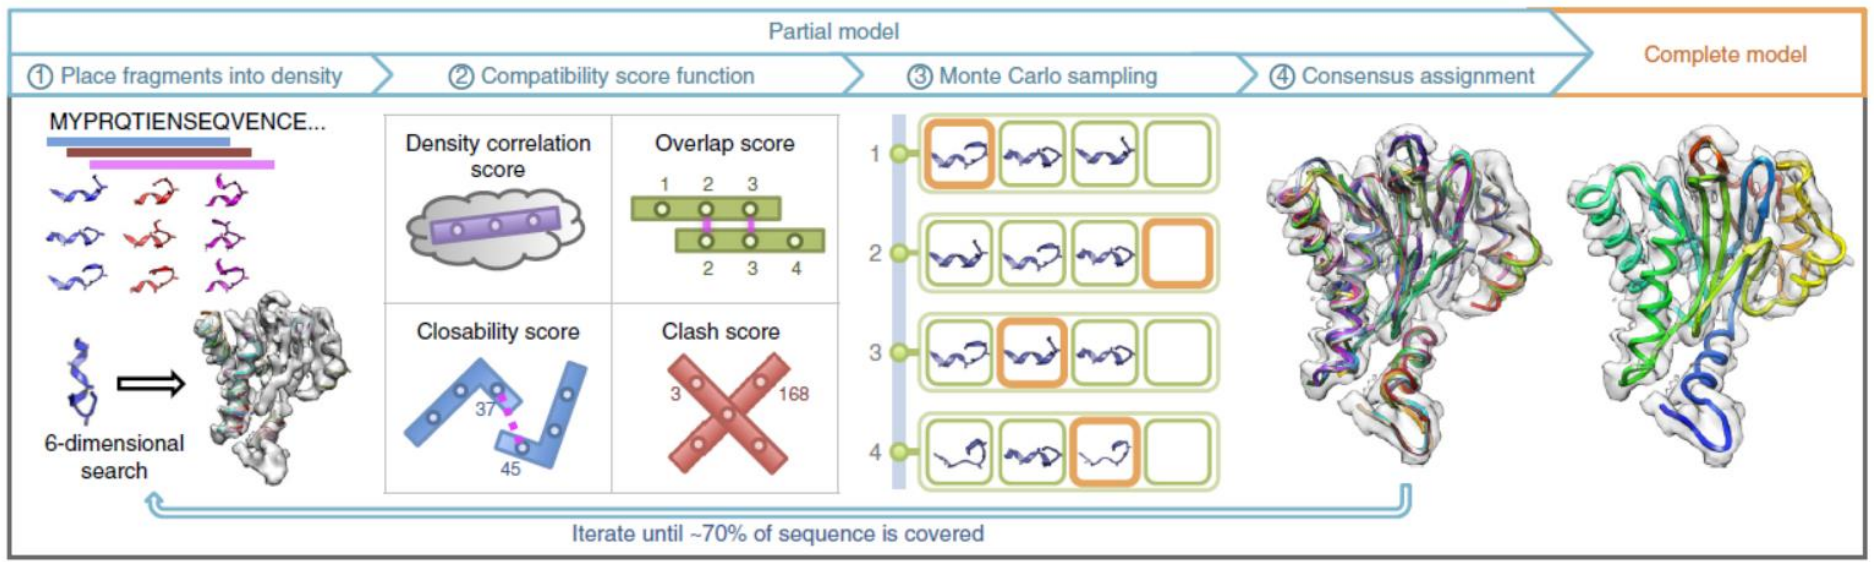 Partial model
Complete model
① Place fragments into density
② Compatibility score function
③ Monte Carlo sampling
④ Consensus assignment
MYPRQTIENSEQVENCE...
6-dimensional
search
Density correlation
score
Overlap score
1 2 3
2 3 4
Closability score
37
45
Clash score
3
168
1
2
3
4
Iterate until ~70% of sequence is covered